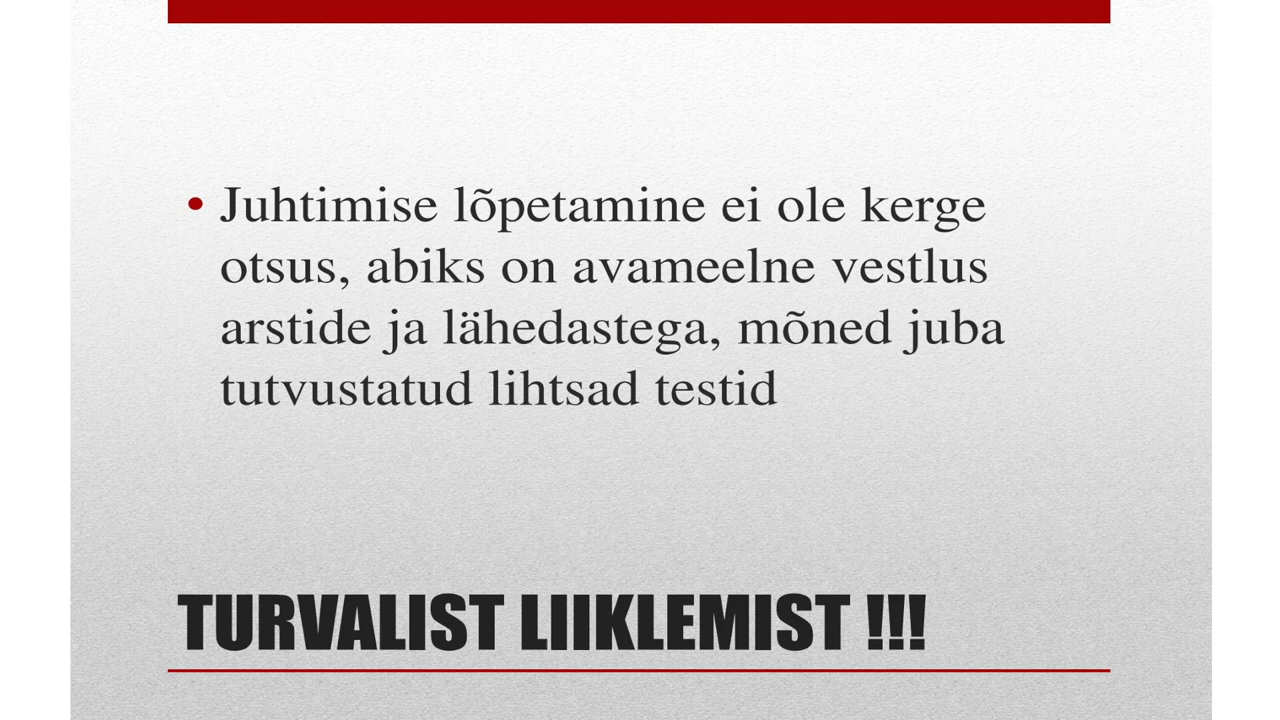 • Juhtimise lõpetamine ei ole kerge
otsus, abiks on avameelne vestlus
arstide ja lähedastega, mõned juba
tutvustatud lihtsad testid
TURVALIST LIIKLEMIST !!!